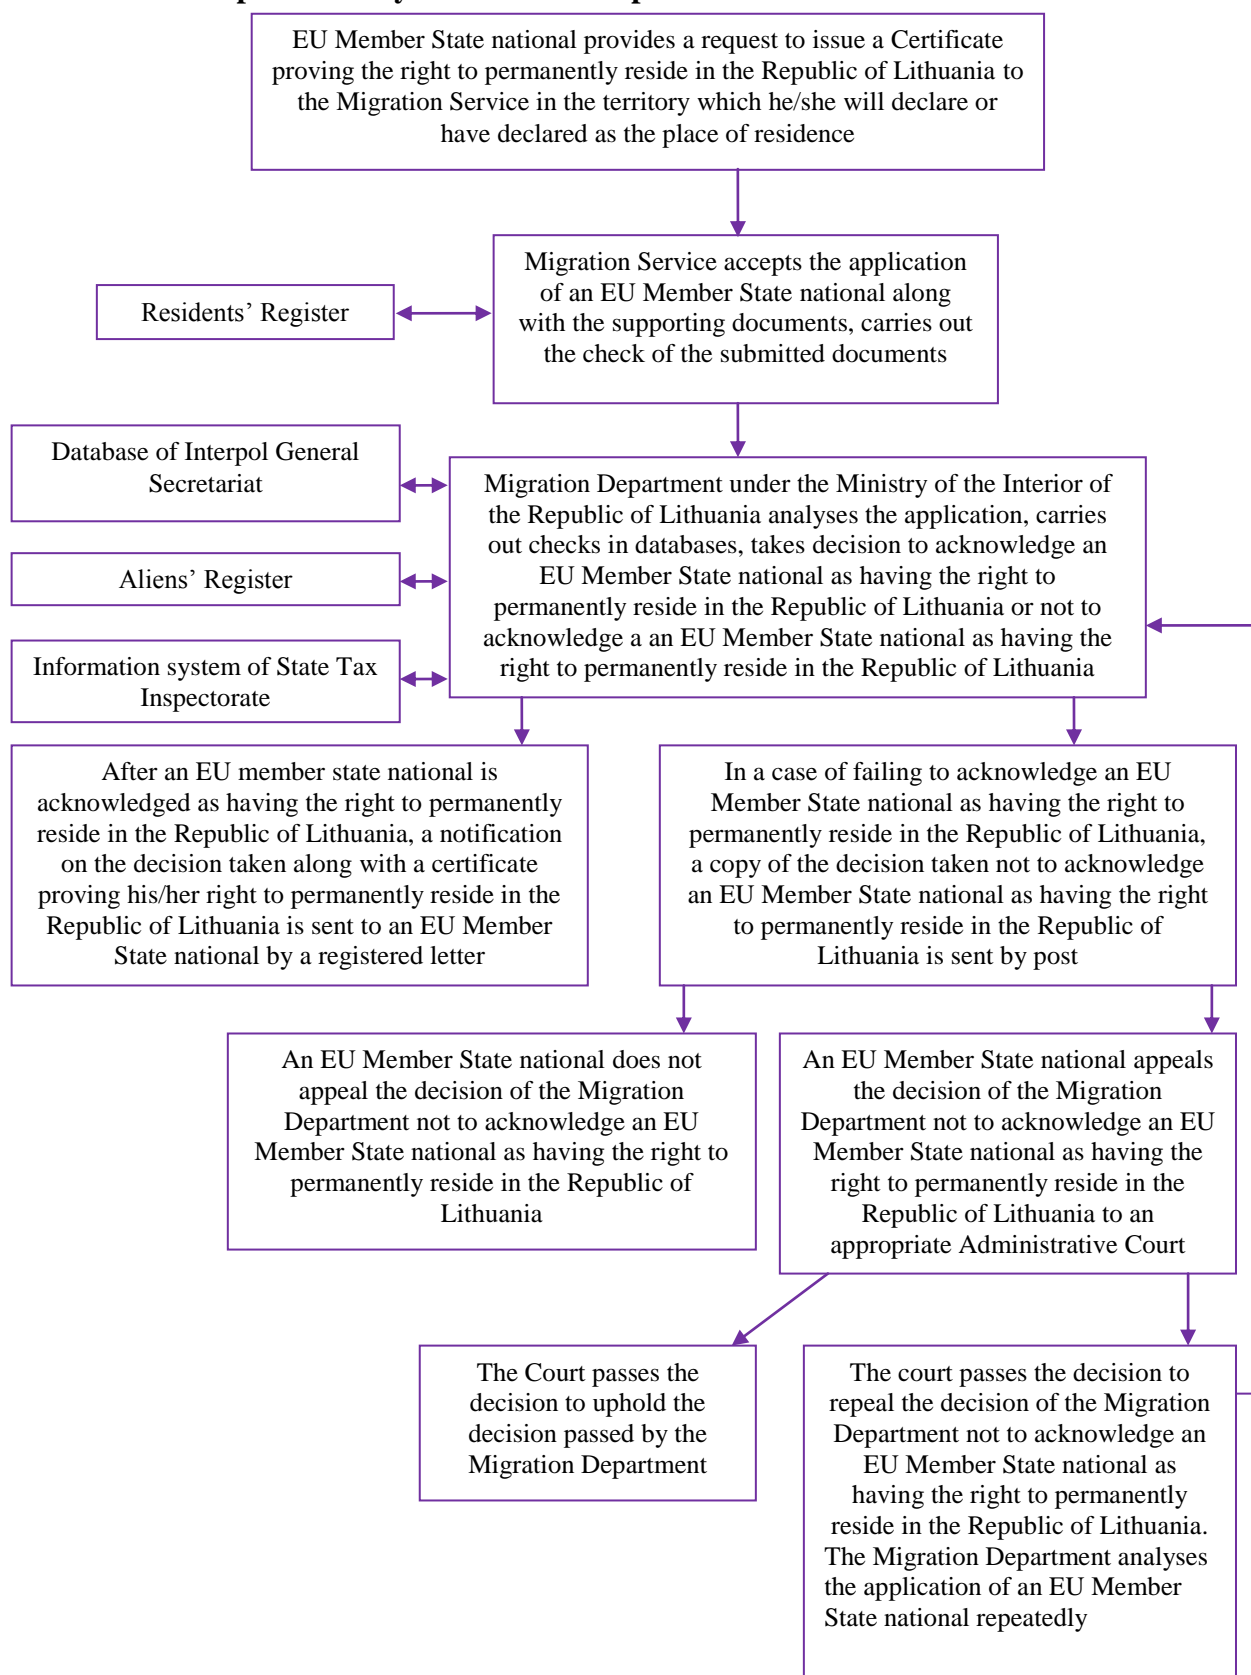 EU Member State national provides a request to issue a Certificate
proving the right to permanently reside in the Republic of Lithuania to
the Migration Service in the territory which he/she will declare or
have declared as the place of residence
Migration Service accepts the application
of an EU Member State national along
with the supporting documents, carries out
the check of the submitted documents
Residents’ Register
Database of Interpol General
Secretariat
Aliens’ Register
Information system of State Tax
Inspectorate
Migration Department under the Ministry of the Interior of
the Republic of Lithuania analyses the application, carries
out checks in databases, takes decision to acknowledge an
EU Member State national as having the right to
permanently reside in the Republic of Lithuania or not to
acknowledge a an EU Member State national as having the
right to permanently reside in the Republic of Lithuania
After an EU member state national is
acknowledged as having the right to permanently
reside in the Republic of Lithuania, a notification
on the decision taken along with a certificate
proving his/her right to permanently reside in the
Republic of Lithuania is sent to an EU Member
State national by a registered letter
In a case of failing to acknowledge an EU
Member State national as having the right to
permanently reside in the Republic of Lithuania,
a copy of the decision taken not to acknowledge
an EU Member State national as having the right
to permanently reside in the Republic of
Lithuania is sent by post
An EU Member State national does not
appeal the decision of the Migration
Department not to acknowledge an EU
Member State national as having the right to
permanently reside in the Republic of
Lithuania
An EU Member State national appeals
the decision of the Migration
Department not to acknowledge an EU
Member State national as having the
right to permanently reside in the
Republic of Lithuania to an
appropriate Administrative Court
The Court passes the
decision to uphold the
decision passed by the
Migration Department
The court passes the decision to
repeal the decision of the Migration
Department not to acknowledge an
EU Member State national as
having the right to permanently
reside in the Republic of Lithuania.
The Migration Department analyses
the application of an EU Member
State national repeatedly